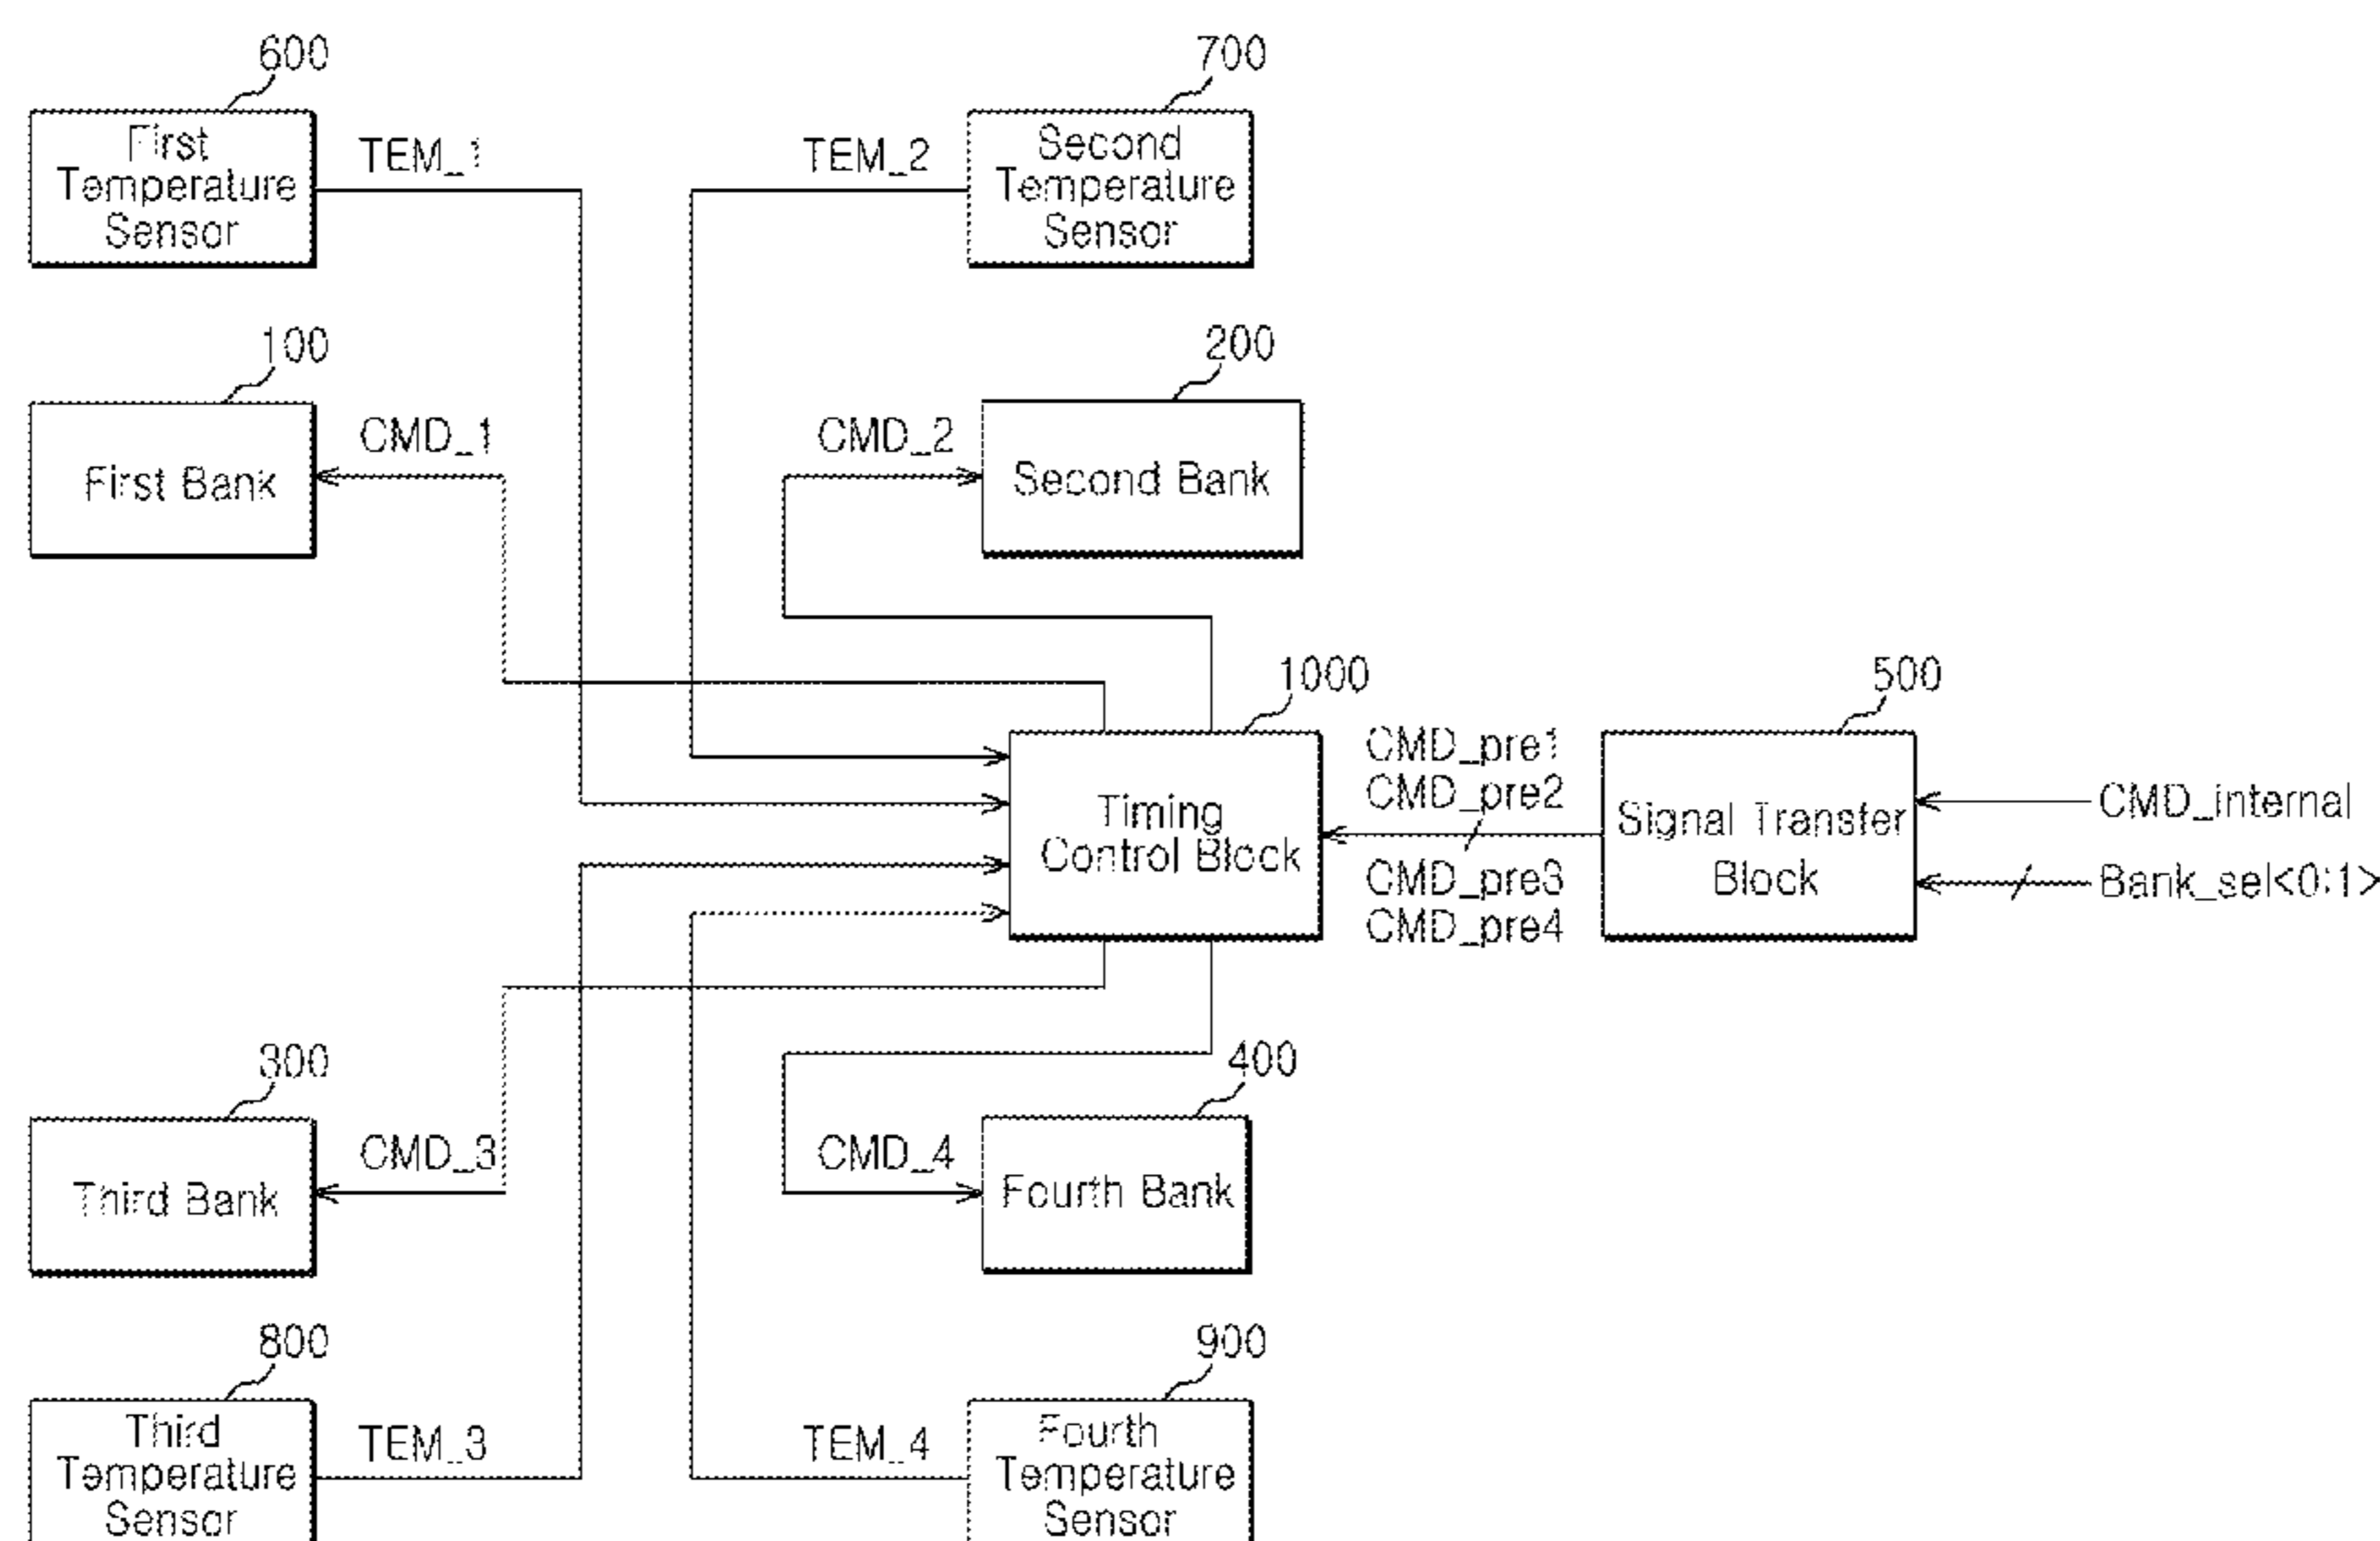 600
700
First
Temperature
Sensor
TEM_1
TEM_2
Second
Temperature
Sensor
100
200
First Bank
CMD_1
CMD_2
Second Bank
1000
500
Timing
Control Block
CMD_pre1
CMD_pre2
CMD_pre3
CMD_pre4
Signal Transfer
Block
CMD_internal
Bank_sel<0:1>
300
400
Third Bank
CMD_3
CMD_4
Fourth Bank
800
900
Third
Temperature
Sensor
TEM_3
TEM_4
Fourth
Temperature
Sensor